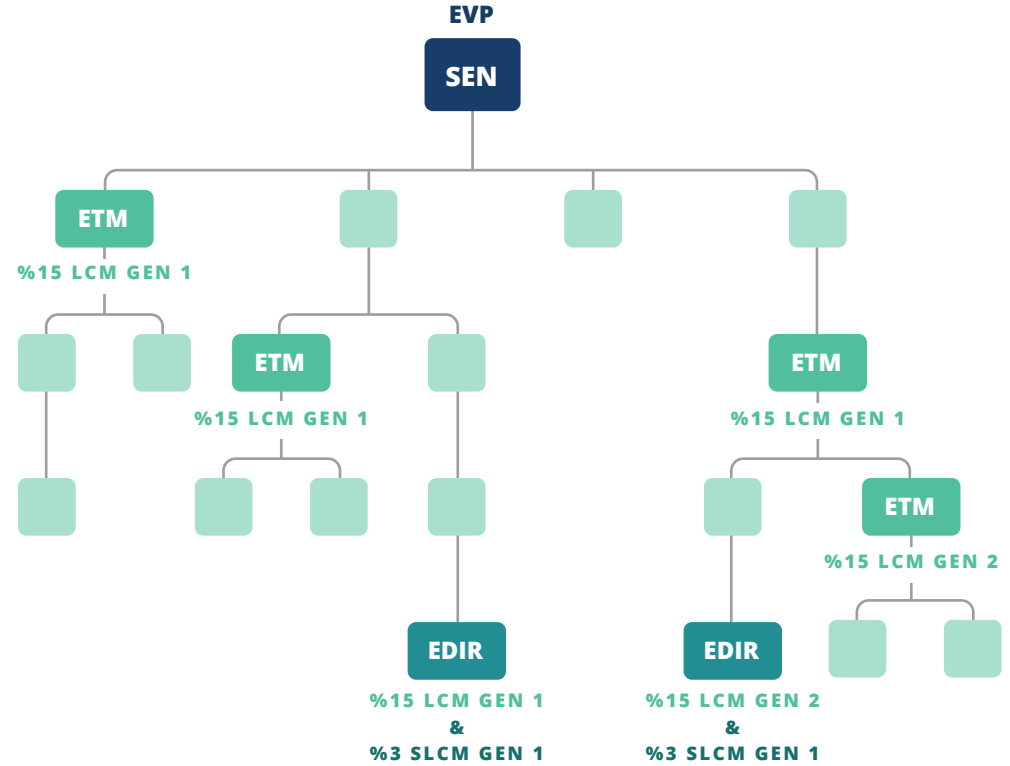 EVP
SEN
ETM
%15 LCM GEN 1
ETM
ETM
%15 LCM GEN 1
%15 LCM GEN 1
ETM
%15 LCM GEN 2
EDIR
EDIR
%15 LCM GEN 1
&
%3 SLCM GEN 1
%15 LCM GEN 2
&
%3 SLCM GEN 1